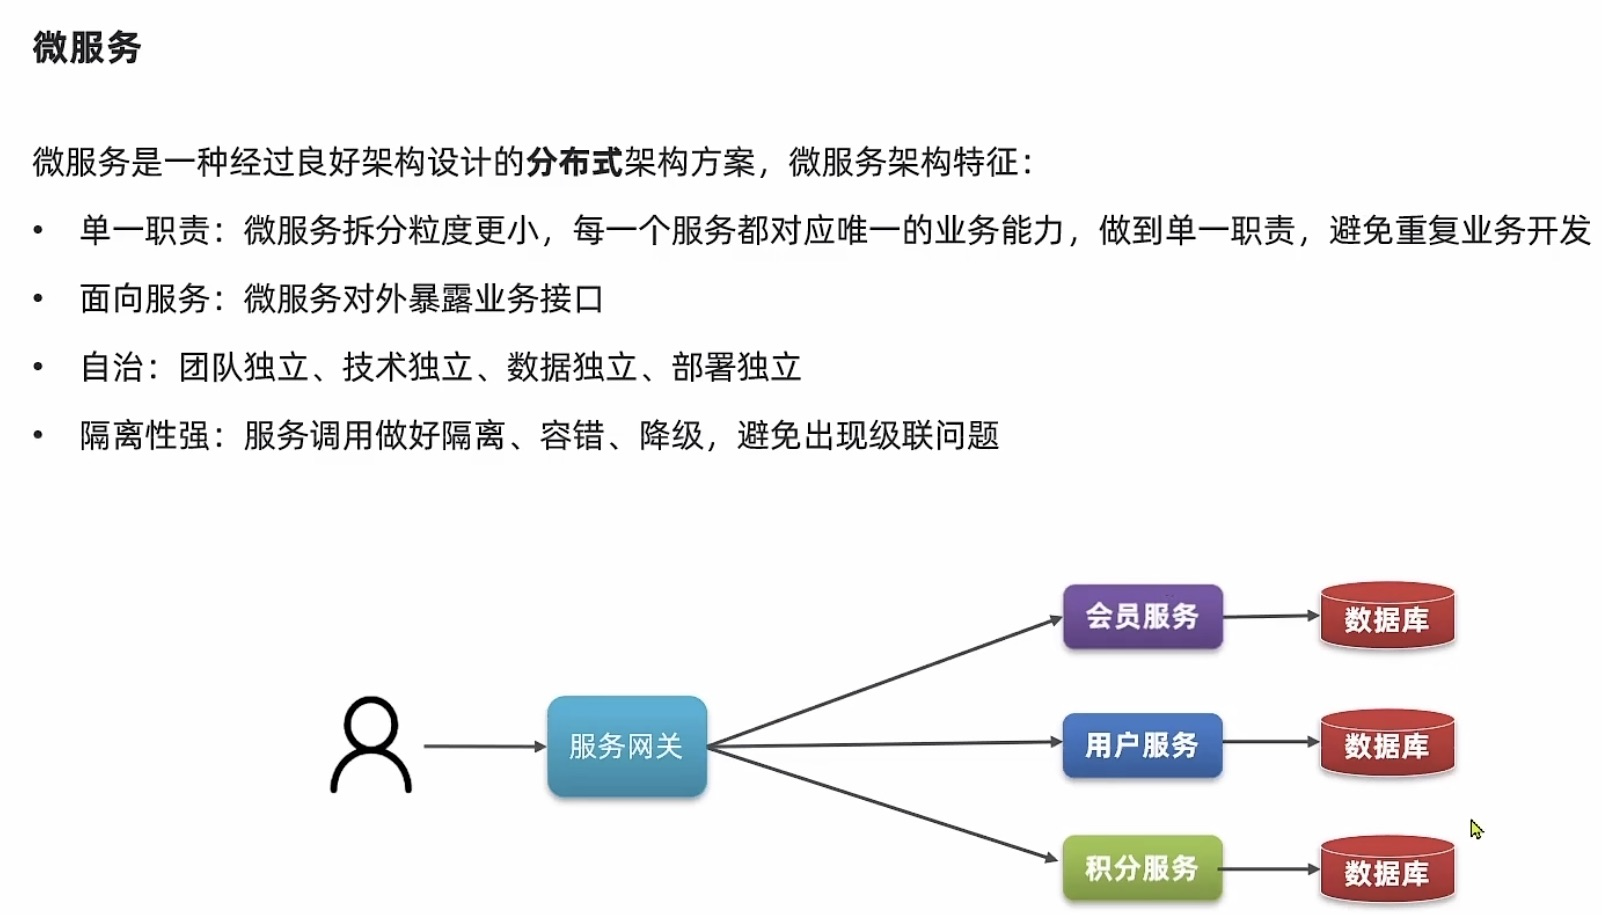 微服务
微服务是一种经过良好架构设计的分布式架构方案，微服务架构特征：
• 单一职责：微服务拆分粒度更小，每一个服务都对应唯一的业务能力，做到单一职责，避免重复业务开发
• 面向服务：微服务对外暴露业务接口
• 自治：团队独立、技术独立、数据独立、部署独立
• 隔离性强：服务调用做好隔离、容错、降级，避免出现级联问题
会员服务
数据库
服务网关
用户服务
数据库
积分服务
数据库